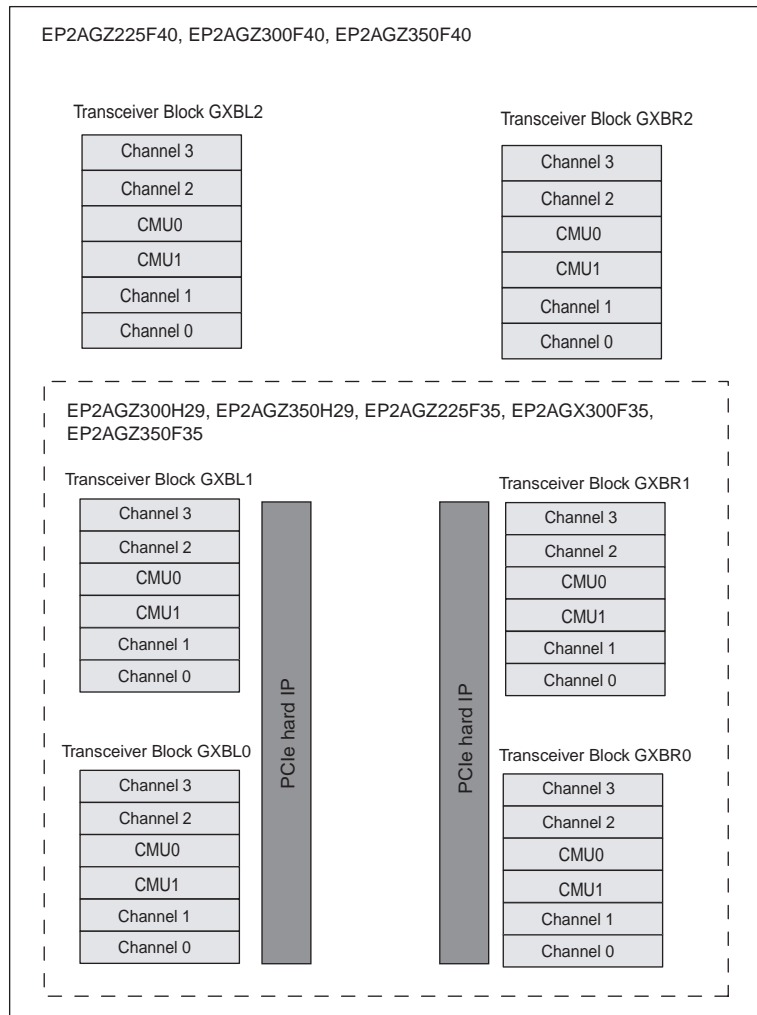 EP2AGZ225F40, EP2AGZ300F40, EP2AGZ350F40
Transceiver Block GXBL2
Channel 3
Channel 2
CMU0
CMU1
Channel 1
Channel 0
Transceiver Block GXBR2
Channel 3
Channel 2
CMU0
CMU1
Channel 1
Channel 0
EP2AGZ300H29, EP2AGZ350H29, EP2AGZ225F35, EP2AGX300F35,
EP2AGZ350F35
Transceiver Block GXBL1
Channel 3
Channel 2
CMU0
CMU1
Channel 1
Channel 0
Transceiver Block GXBR1
Channel 3
Channel 2
CMU0
CMU1
Channel 1
Channel 0
PCIe hard IP
PCIe hard IP
Transceiver Block GXBL0
Channel 3
Channel 2
CMU0
CMU1
Channel 1
Channel 0
Transceiver Block GXBR0
Channel 3
Channel 2
CMU0
CMU1
Channel 1
Channel 0